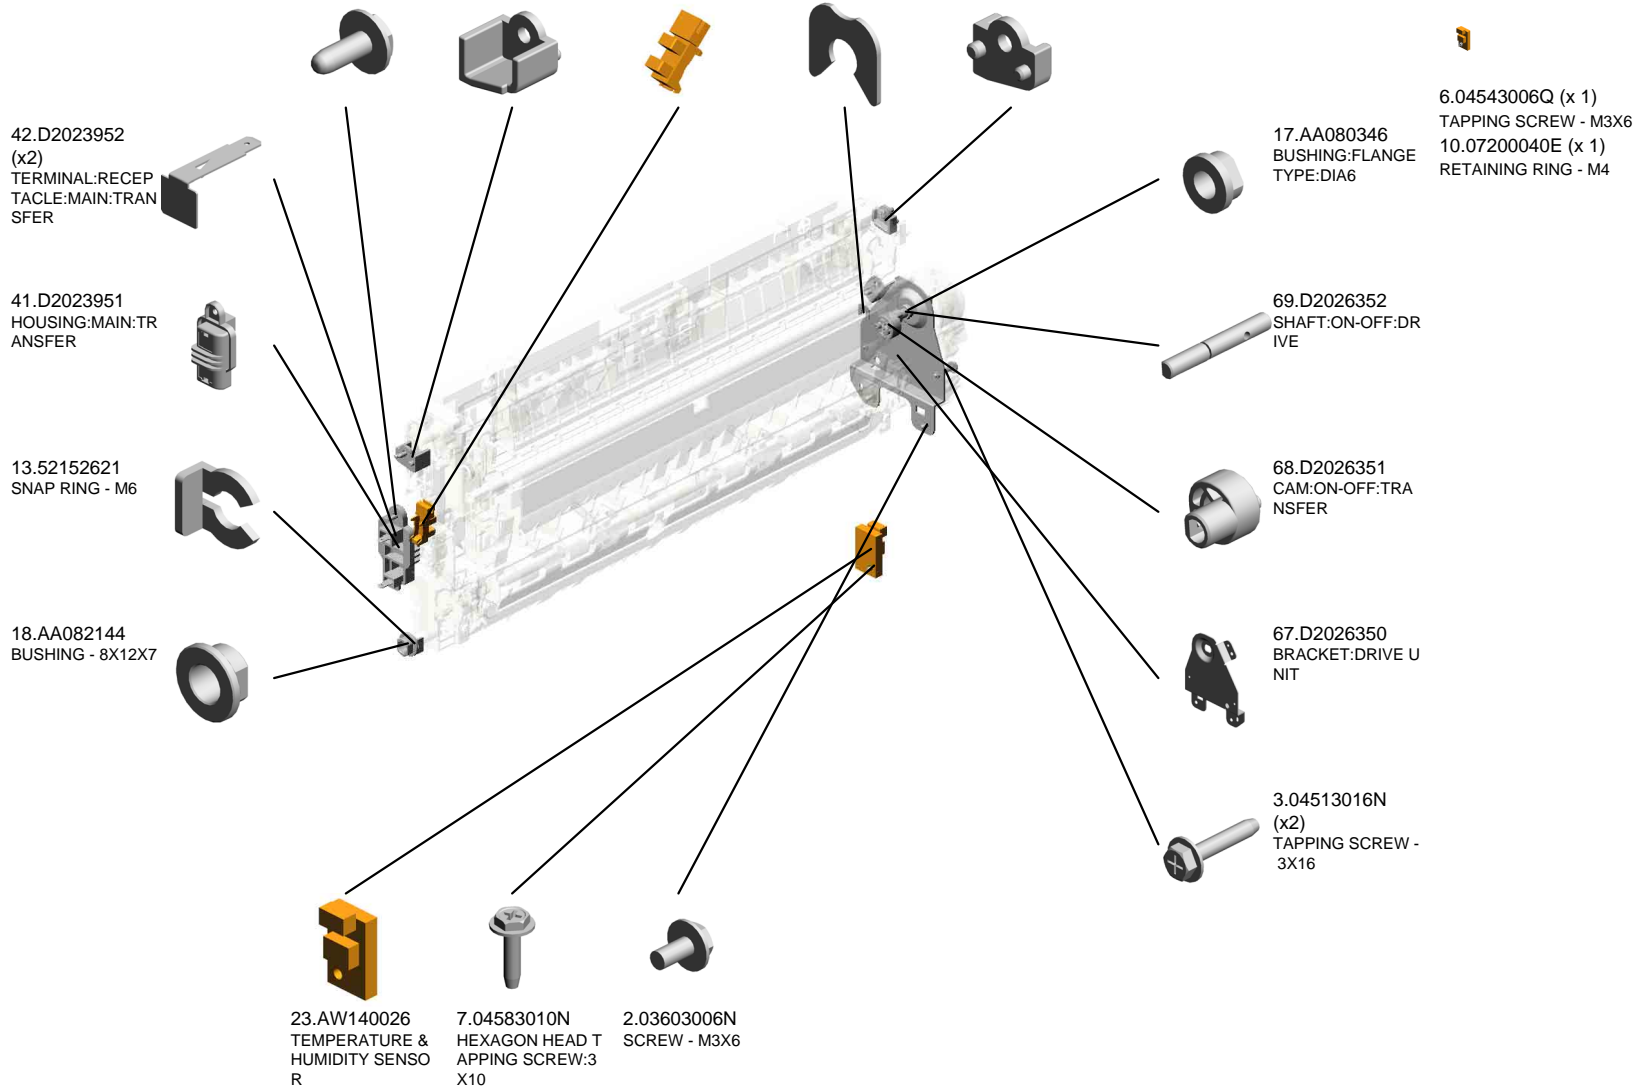 42.D2023952
(x2)
TERMINAL:RECEP
TACLE:MAIN:TRAN
SFER
41.D2023951
HOUSING:MAIN:TR
ANSFER
13.52152621
SNAP RING - M6
18.AA082144
BUSHING - 8X12X7
6.04543006Q (x 1)
TAPPING SCREW - M3X6
10.07200040E (x 1)
RETAINING RING - M4
17.AA080346
BUSHING:FLANGE
TYPE:DIA6
69.D2026352
SHAFT:ON-OFF:DR
IVE
68.D2026351
CAM:ON-OFF:TRA
NSFER
67.D2026350
BRACKET:DRIVE U
NIT
3.04513016N
(x2)
TAPPING SCREW -
3X16
23.AW140026
TEMPERATURE &
HUMIDITY SENSO
R
7.04583010N
HEXAGON HEAD T
APPING SCREW:3
X10
2.03603006N
SCREW - M3X6